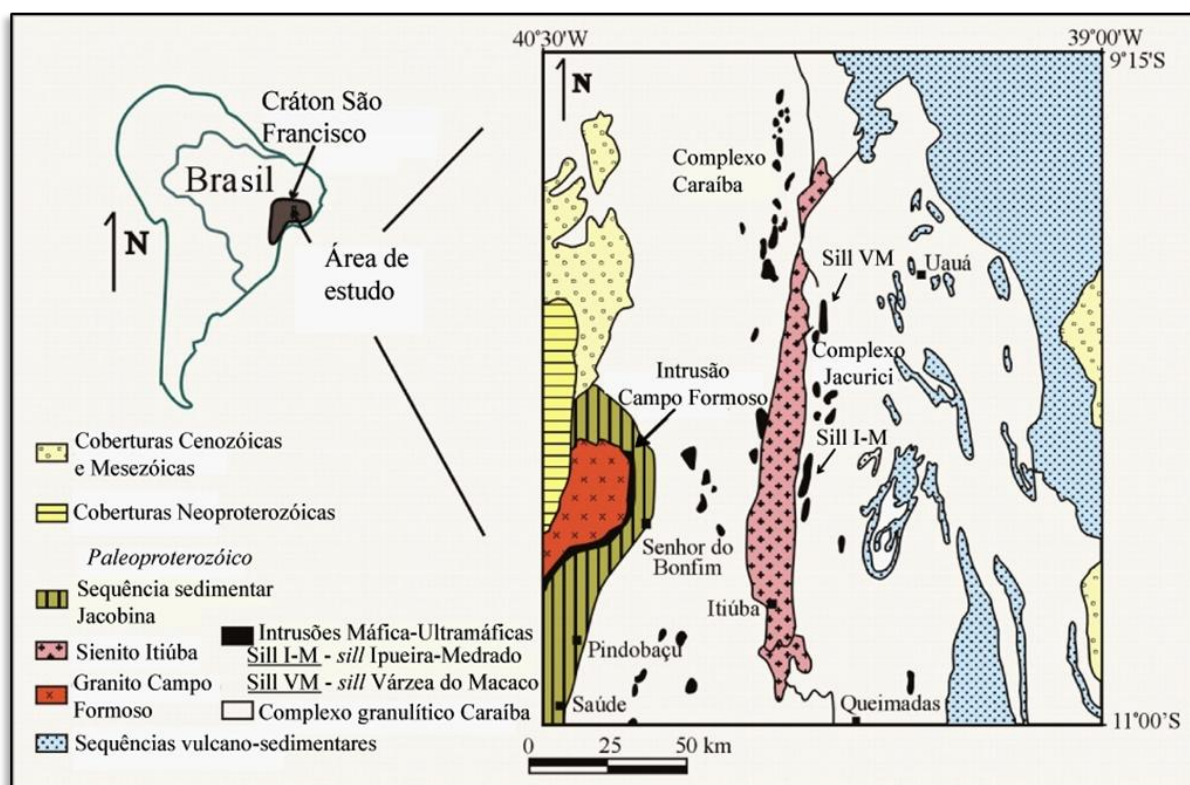 40°30'W
39°00'W
9°15'S
N
Cráton São
Francisco
Brasil
N
Área de
estudo
Complexo
Caraíba
Sill VM
Uauá
Complexo
Jacurici
Intrusão
Campo Formoso
Sill I-M
Senhor do
Bonfim
Itiúba
Pindobaçu
Saúde
Queimadas
11°00'S
Coberturas Cenozóicas
e Mesezóicas
Coberturas Neoproterozóicas
Paleoproterozóico
Sequência sedimentar
Jacobina
Sienito Itiúba
Granito Campo
Formoso
Sequências vulcano-sedimentares
Intrusões Máfica-Ultramáficas
Sill I-M - sill Ipueira-Medrado
Sill VM - sill Várzea do Macaco
Complexo granulítico Caraíba
0 25 50 km